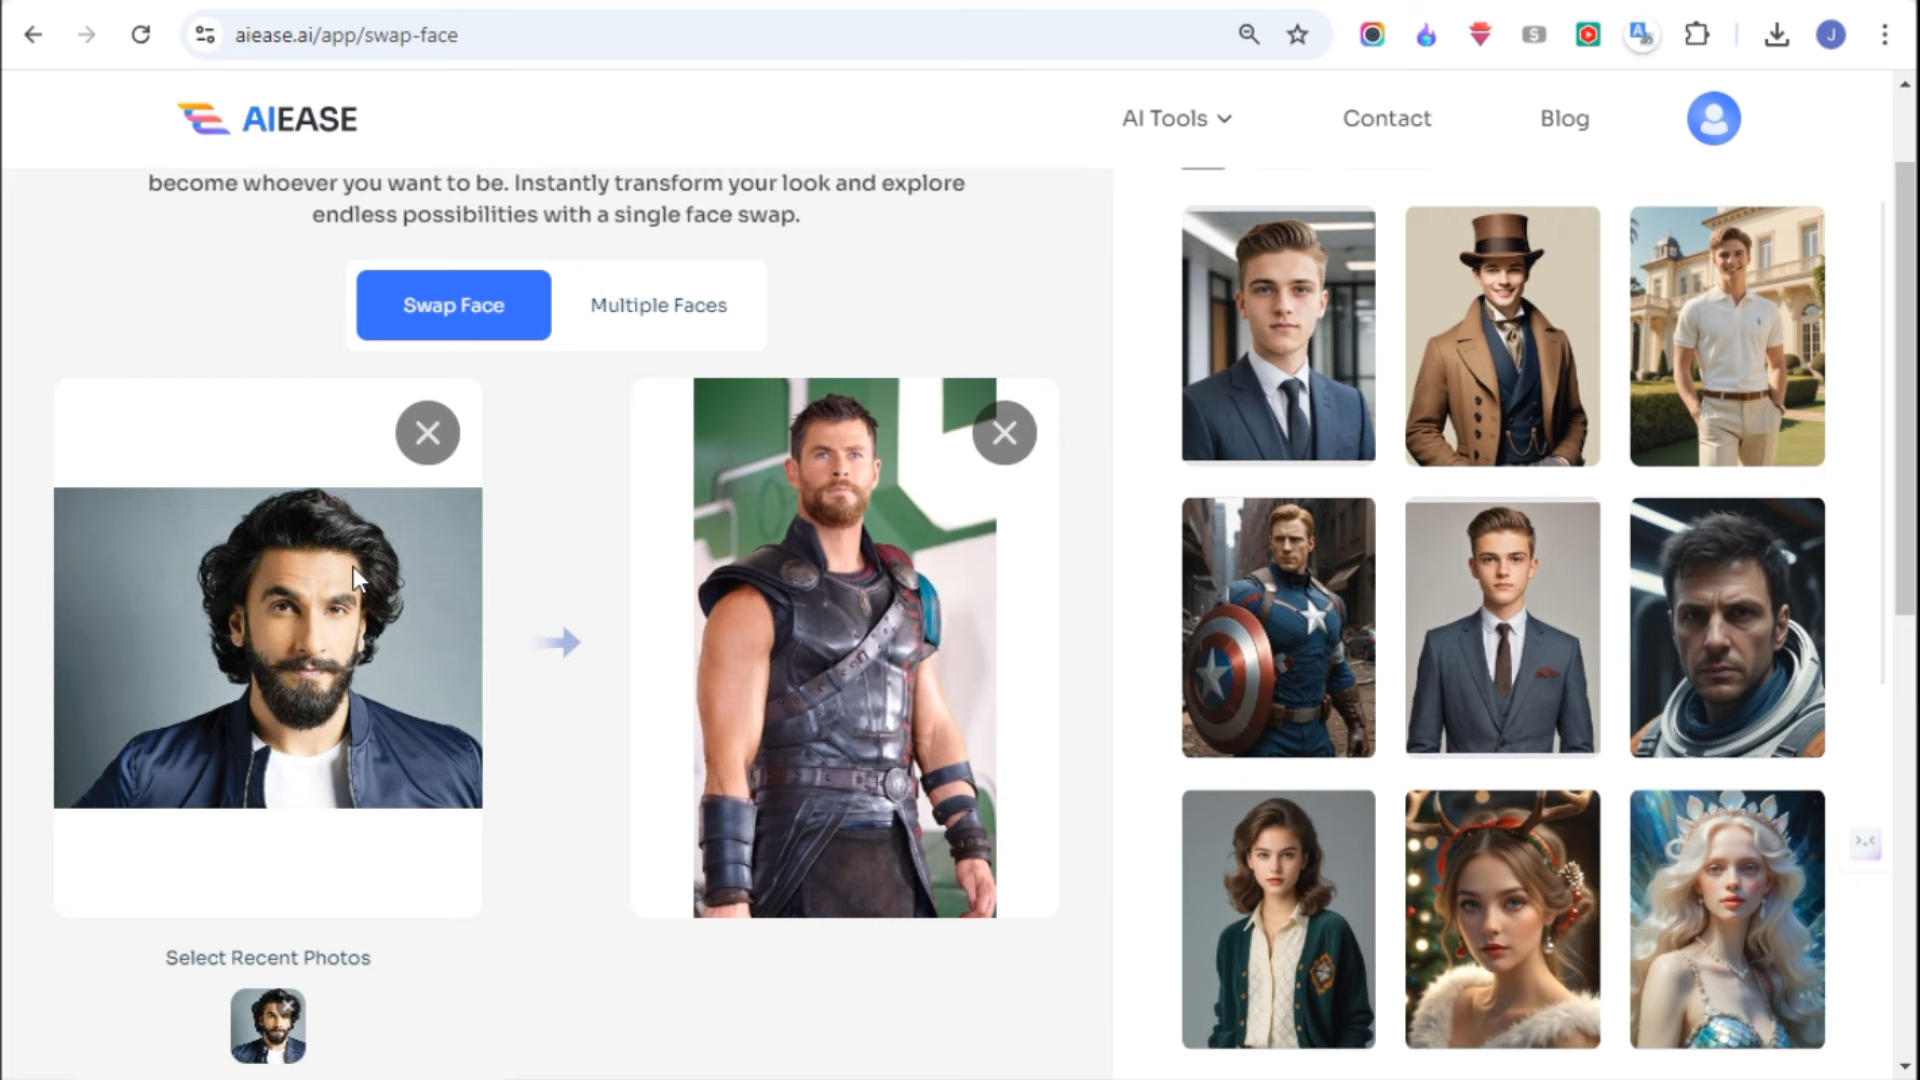 aiease.ai/app/swap-face
S
A
J
AIEASE
AI Tools
Contact
Blog
become whoever you want to be. Instantly transform your look and explore
endless possibilities with a single face swap.
Swap Face
Multiple Faces
Select Recent Photos